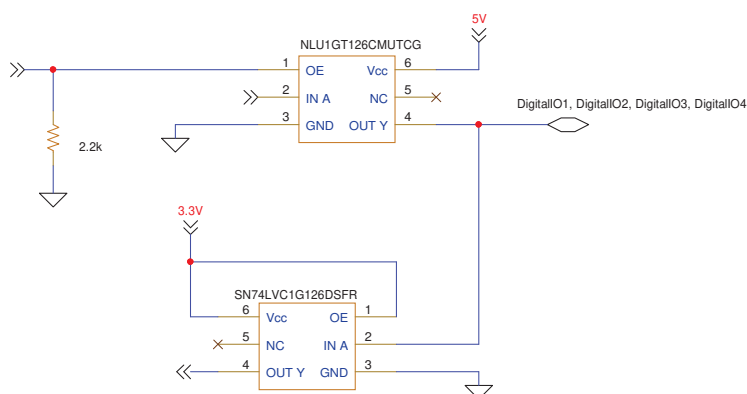 5V
NLU1GT126CMUTCG
1 OE Vcc 6
2 IN A NC 5
3 GND OUT Y 4
DigitalIO1, DigitalIO2, DigitalIO3, DigitalIO4
2.2k
3.3V
SN74LVC1G126DSFR
6 Vcc OE 1
5 NC IN A 2
4 OUT Y GND 3